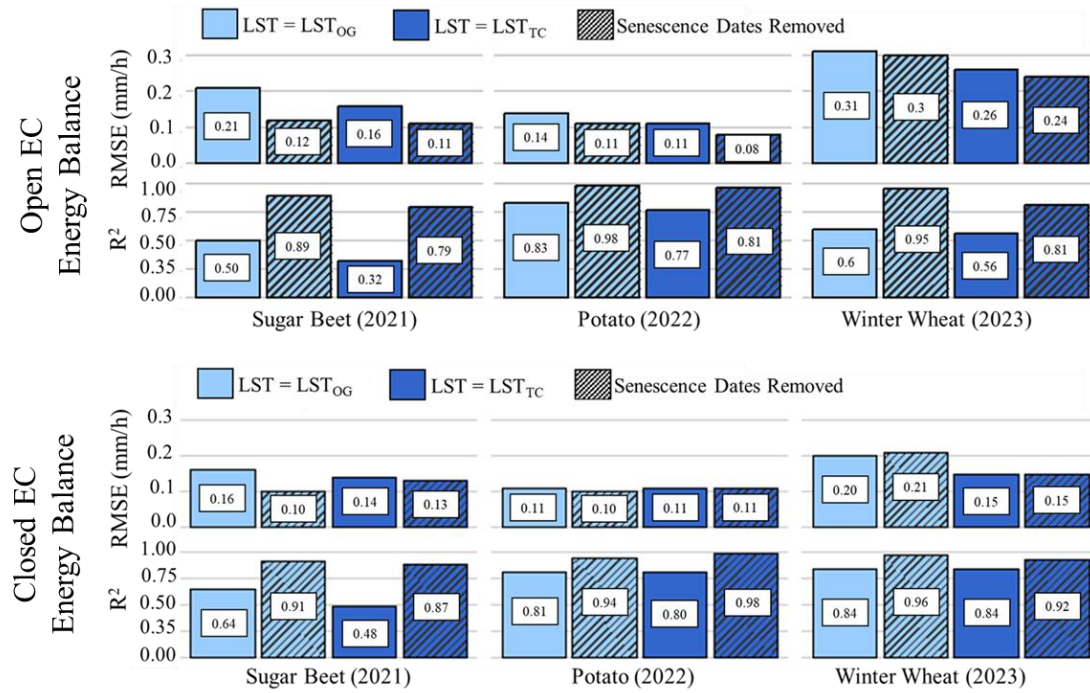 LST = LST_OG LST = LST_TC Senescence Dates Removed
Open EC
Energy Balance
RMSE (mm/h)
0.3
0.2
0.1
0.0
0.21 0.12 0.16 0.11 0.14 0.11 0.11 0.08 0.31 0.3 0.26 0.24
R²
1.00
0.75
0.50
0.35
0.00
0.50 0.89 0.32 0.79 0.83 0.98 0.77 0.81 0.6 0.95 0.56 0.81
Sugar Beet (2021) Potato (2022) Winter Wheat (2023)
LST = LST_OG LST = LST_TC Senescence Dates Removed
Closed EC
Energy Balance
RMSE (mm/h)
0.3
0.2
0.1
0.0
0.16 0.10 0.14 0.13 0.11 0.10 0.11 0.11 0.20 0.21 0.15 0.15
R²
1.00
0.75
0.50
0.35
0.00
0.64 0.91 0.48 0.87 0.81 0.94 0.80 0.98 0.84 0.96 0.84 0.92
Sugar Beet (2021) Potato (2022) Winter Wheat (2023)